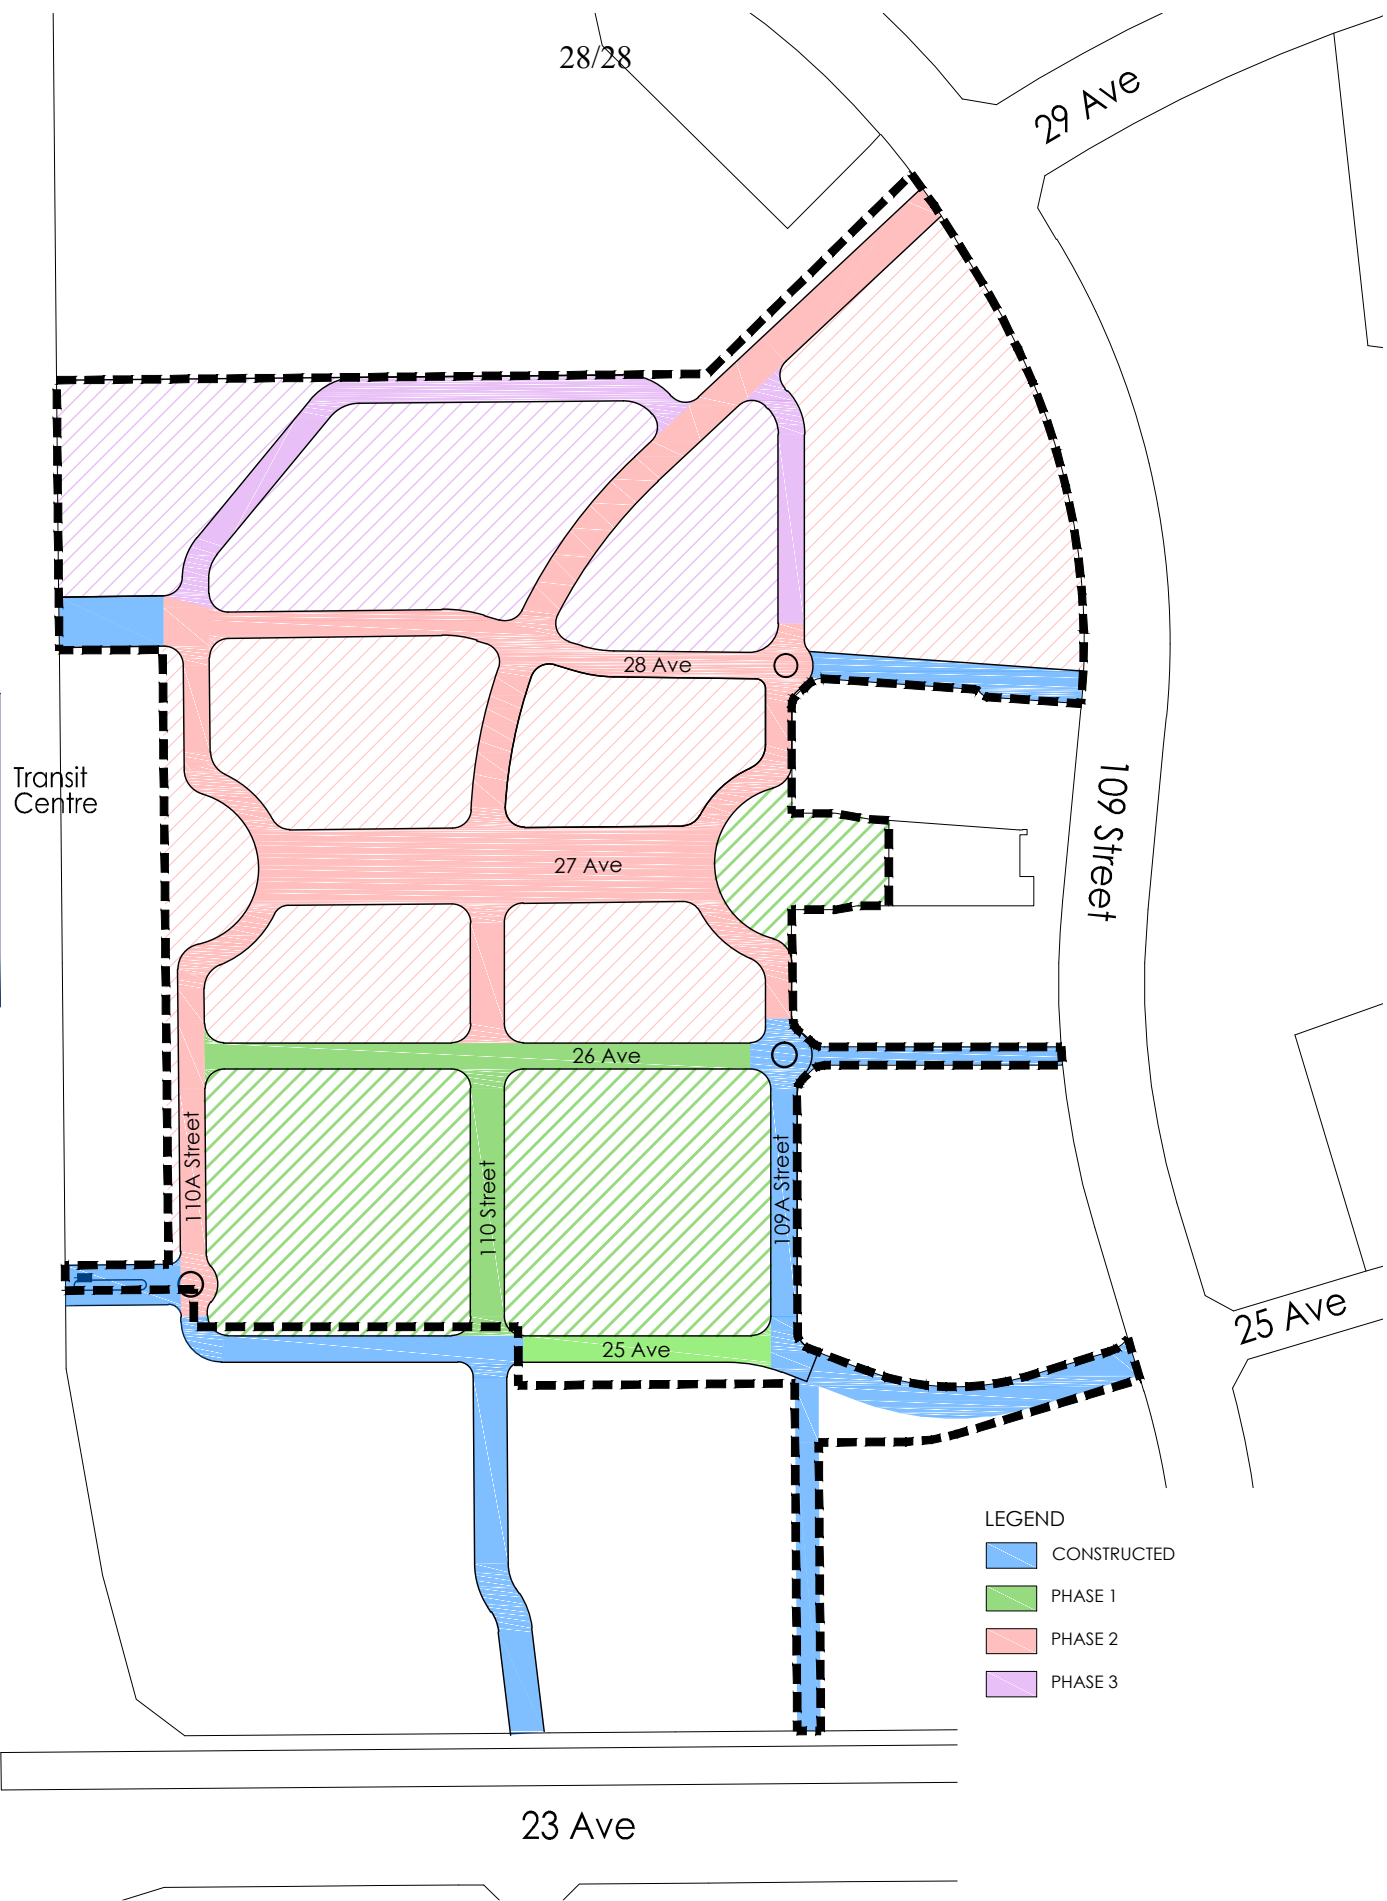 28/28
29 Ave
28 Ave
Transit
Centre
109 Street
27 Ave
26 Ave
110A Street
110 Street
109A Street
25 Ave
25 Ave
LEGEND
CONSTRUCTED
PHASE 1
PHASE 2
PHASE 3
23 Ave